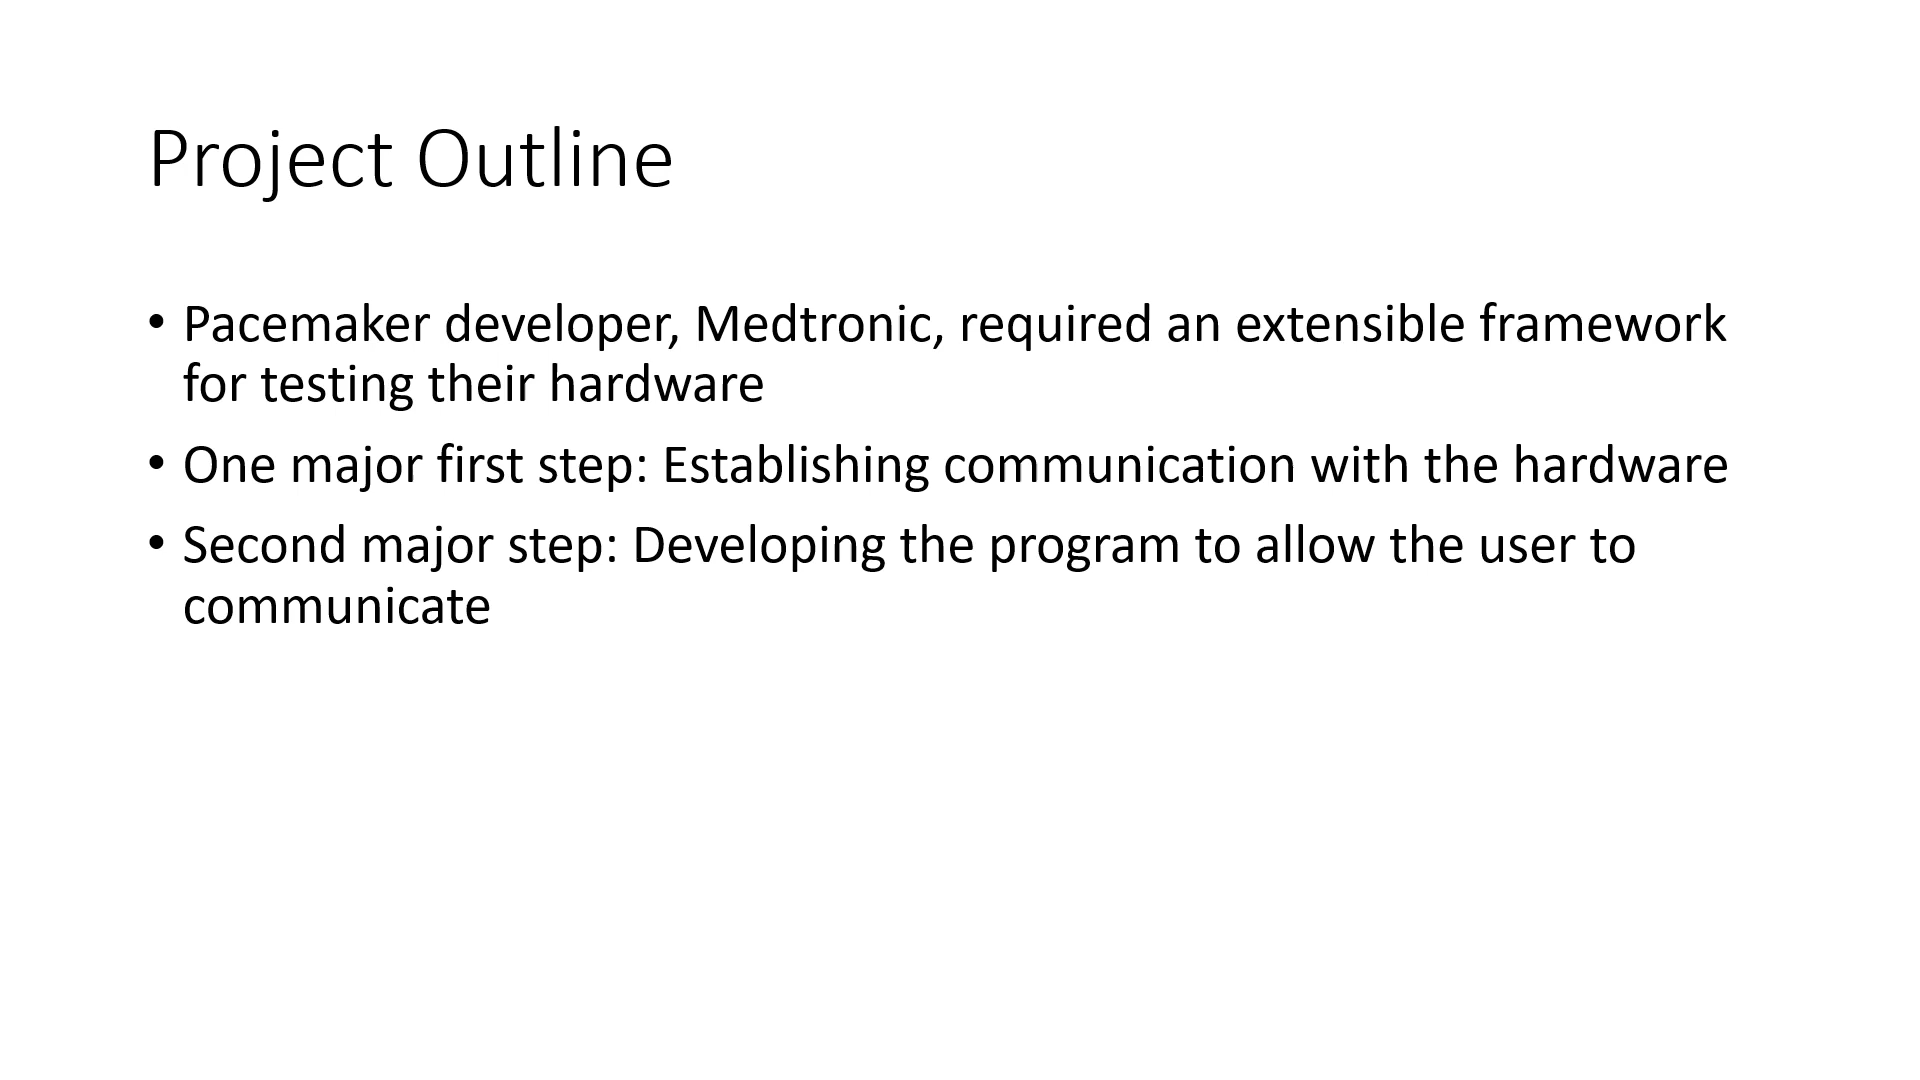 Project Outline
• Pacemaker developer, Medtronic, required an extensible framework
for testing their hardware
• One major first step: Establishing communication with the hardware
• Second major step: Developing the program to allow the user to
communicate